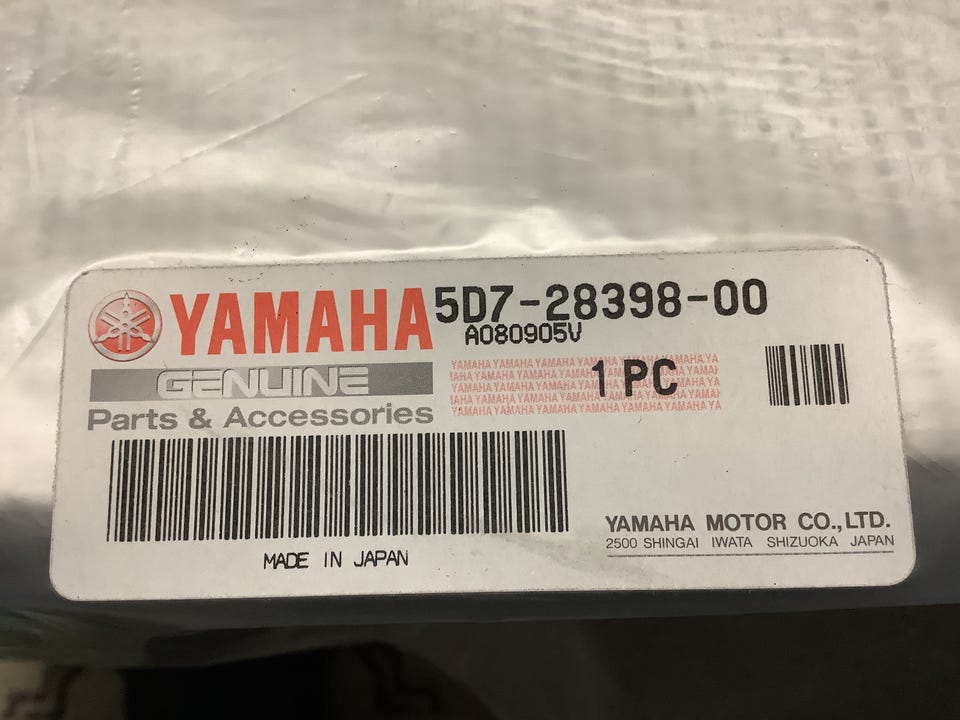 YAMAHA 5D7-28398-00
A080905V
GENUINE
Parts & Accessories
YAMAHA YAMAHA YAMAHA YAMAHA YAMAHA YAMAHA YA
1 PC
MADE IN JAPAN
YAMAHA MOTOR CO.,LTD.
2500 SHINGAI IWATA SHIZUOKA JAPAN